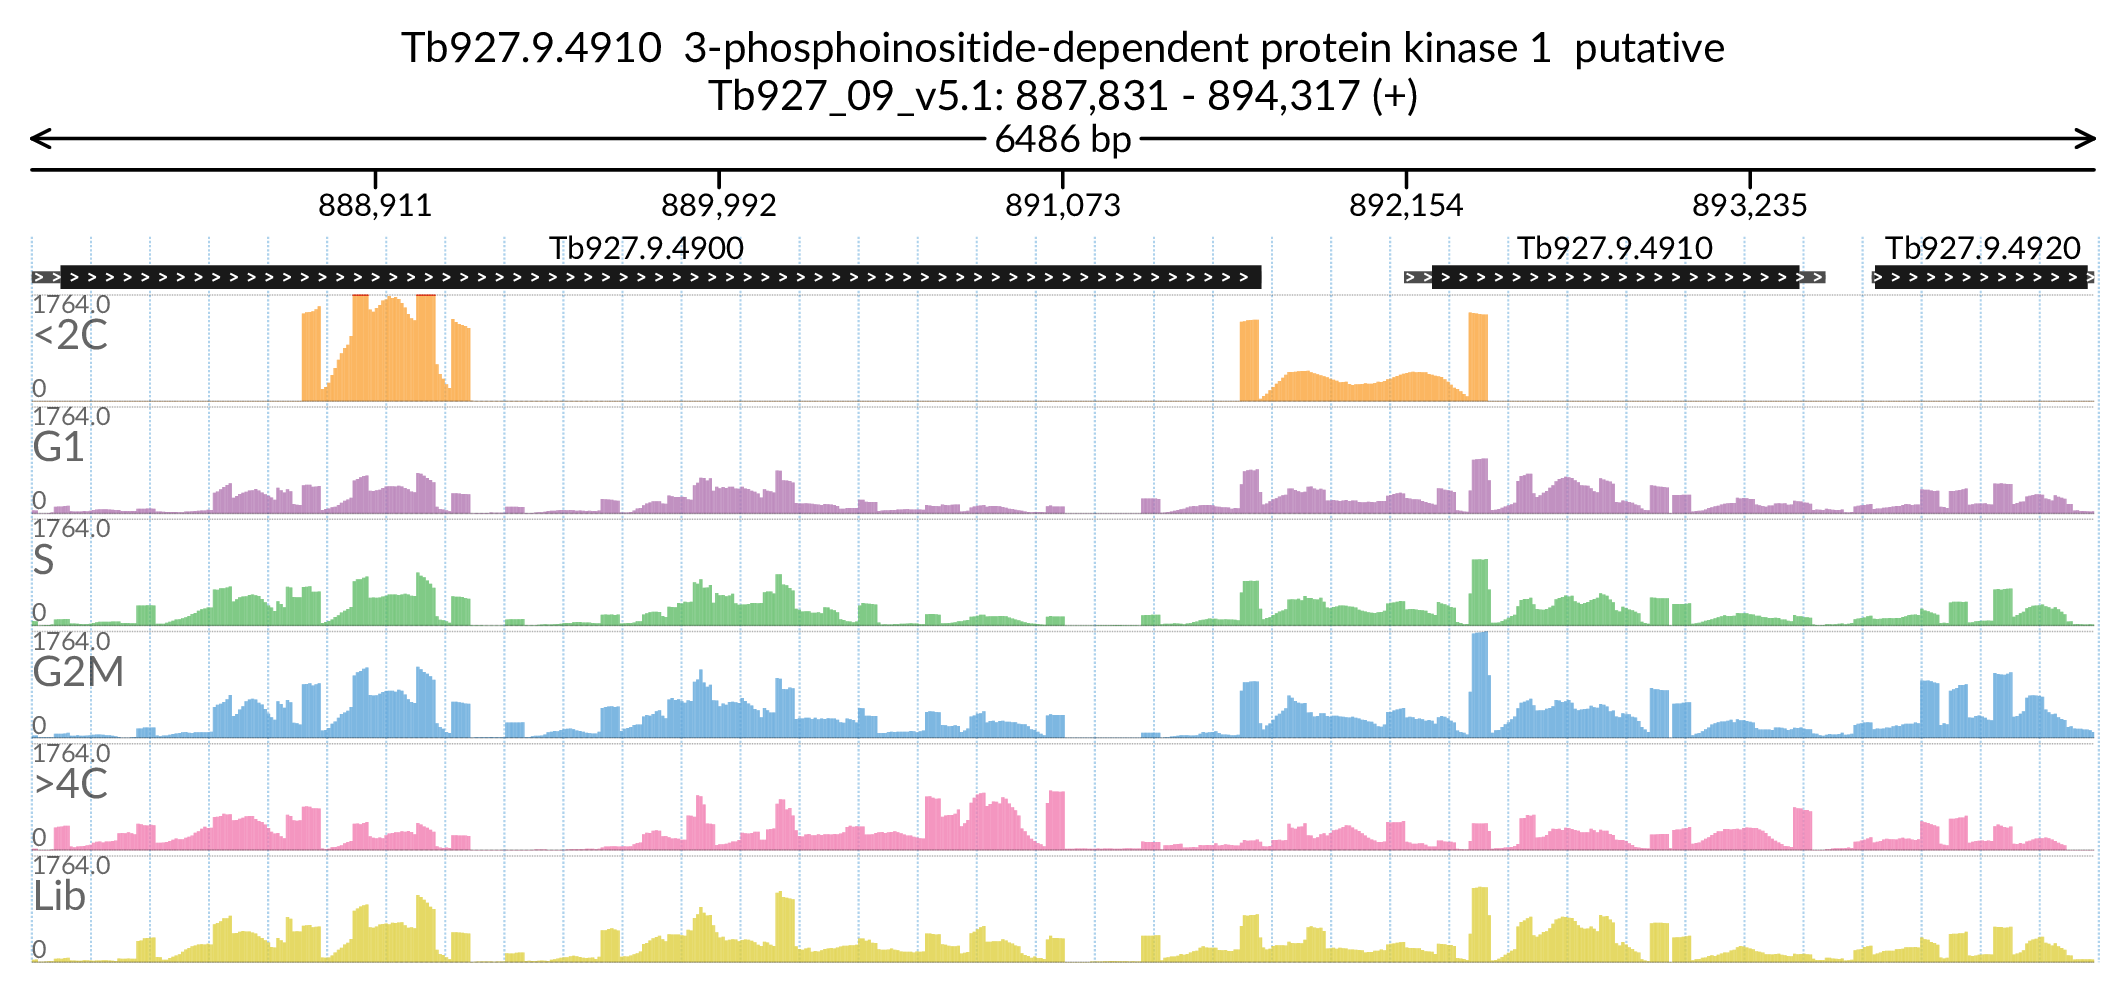 Tb927.9.4910  3-phosphoinositide-dependent protein kinase 1  putative
Tb927_09_v5.1: 887,831 - 894,317 (+)
6486 bp
888,911 889,992 891,073 892,154 893,235
Tb927.9.4900 Tb927.9.4910 Tb927.9.4920
1764.0
<2C
0
1764.0
G1
0
1764.0
S
0
1764.0
G2M
0
1764.0
>4C
0
1764.0
Lib
0